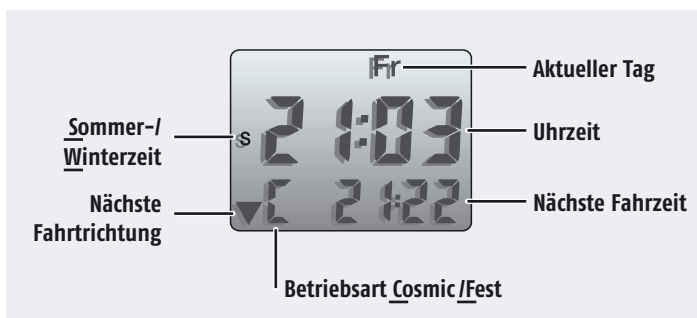 Fr
Aktueller Tag
Sommer-/
Winterzeit
S
21:03
Uhrzeit
Nächste
Fahrtrichtung
C 21:22
Nächste Fahrzeit
Betriebsart Cosmic /Fest